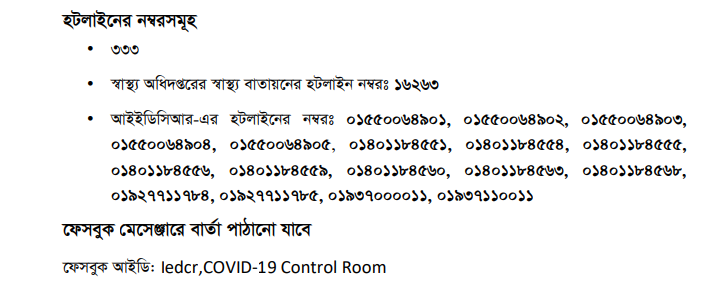 হটলাইনের নম্বরসমূহ
• ৩৩৩
• স্বাস্থ্য অধিদপ্তরের স্বাস্থ্য বাতায়নের হটলাইন নম্বরঃ ১৬২৬৩
• আইইডিসিআর-এর হটলাইনের নম্বরঃ ০১৫৫০০৬৪৯০১, ০১৫৫০০৬৪৯০২, ০১৫৫০০৬৪৯০৩,
০১৫৫০০৬৪৯০৪, ০১৫৫০০৬৪৯০৫, ০১৪০১১৮৪৫৫১, ০১৪০১১৮৪৫৫৪, ০১৪০১১৮৪৫৫৫,
০১৪০১১৮৪৫৫৬, ০১৪০১১৮৪৫৫৯, ০১৪০১১৮৪৫৬০, ০১৪০১১৮৪৫৬৩, ০১৪০১১৮৪৫৬৮,
০১৯২৭৭১১৭৮৪, ০১৯২৭৭১১৭৮৫, ০১৯৩৭০০০০১১, ০১৯৩৭১১০০১১
ফেসবুক মেসেঞ্জারে বার্তা পাঠানো যাবে
ফেসবুক আইডি: Iedcr,COVID-19 Control Room